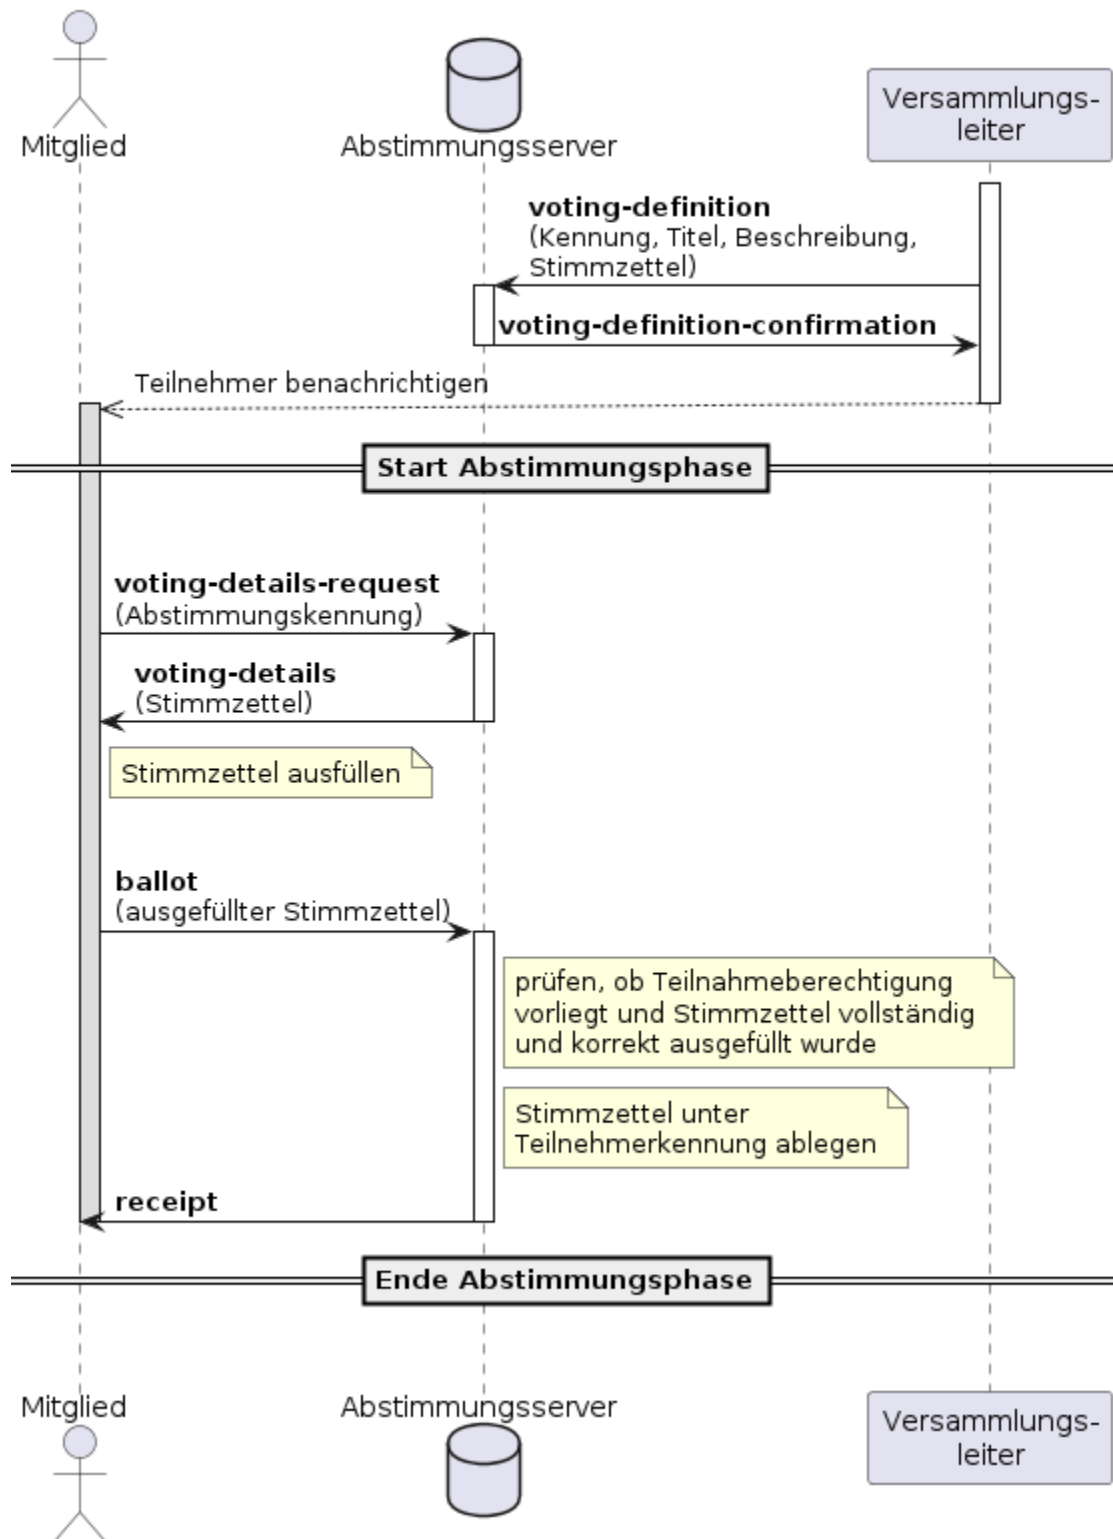 Mitglied
Abstimmungsserver
Versammlungs-
leiter
voting-definition
(Kennung, Titel, Beschreibung,
Stimmzettel)
voting-definition-confirmation
Teilnehmer benachrichtigen
Start Abstimmungsphase
voting-details-request
(Abstimmungskennung)
voting-details
(Stimmzettel)
Stimmzettel ausfüllen
ballot
(ausgefüllter Stimmzettel)
prüfen, ob Teilnahmeberechtigung
vorliegt und Stimmzettel vollständig
und korrekt ausgefüllt wurde
Stimmzettel unter
Teilnehmerkennung ablegen
receipt
Ende Abstimmungsphase
Mitglied
Abstimmungsserver
Versammlungs-
leiter